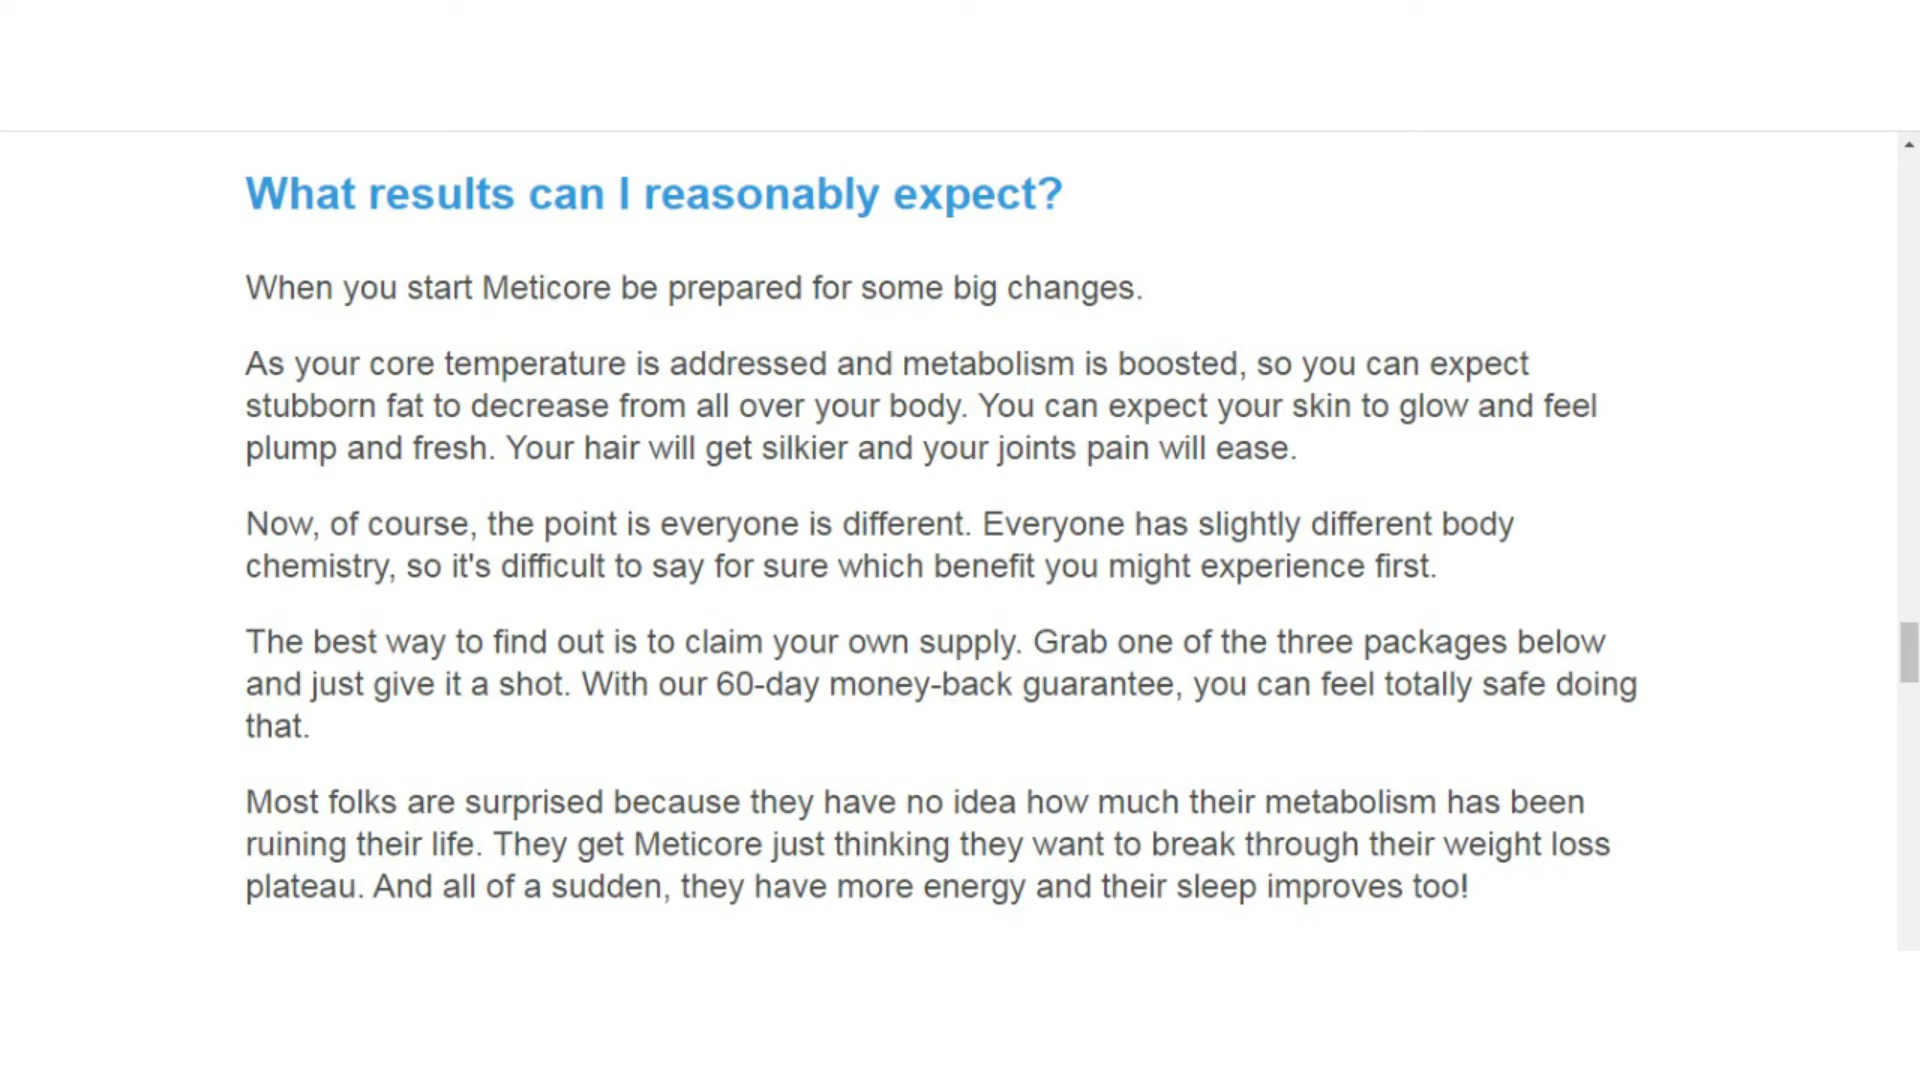 What results can I reasonably expect?
When you start Meticore be prepared for some big changes.
As your core temperature is addressed and metabolism is boosted, so you can expect
stubborn fat to decrease from all over your body. You can expect your skin to glow and feel
plump and fresh. Your hair will get silkier and your joints pain will ease.
Now, of course, the point is everyone is different. Everyone has slightly different body
chemistry, so it's difficult to say for sure which benefit you might experience first.
The best way to find out is to claim your own supply. Grab one of the three packages below
and just give it a shot. With our 60-day money-back guarantee, you can feel totally safe doing
that.
Most folks are surprised because they have no idea how much their metabolism has been
ruining their life. They get Meticore just thinking they want to break through their weight loss
plateau. And all of a sudden, they have more energy and their sleep improves too!